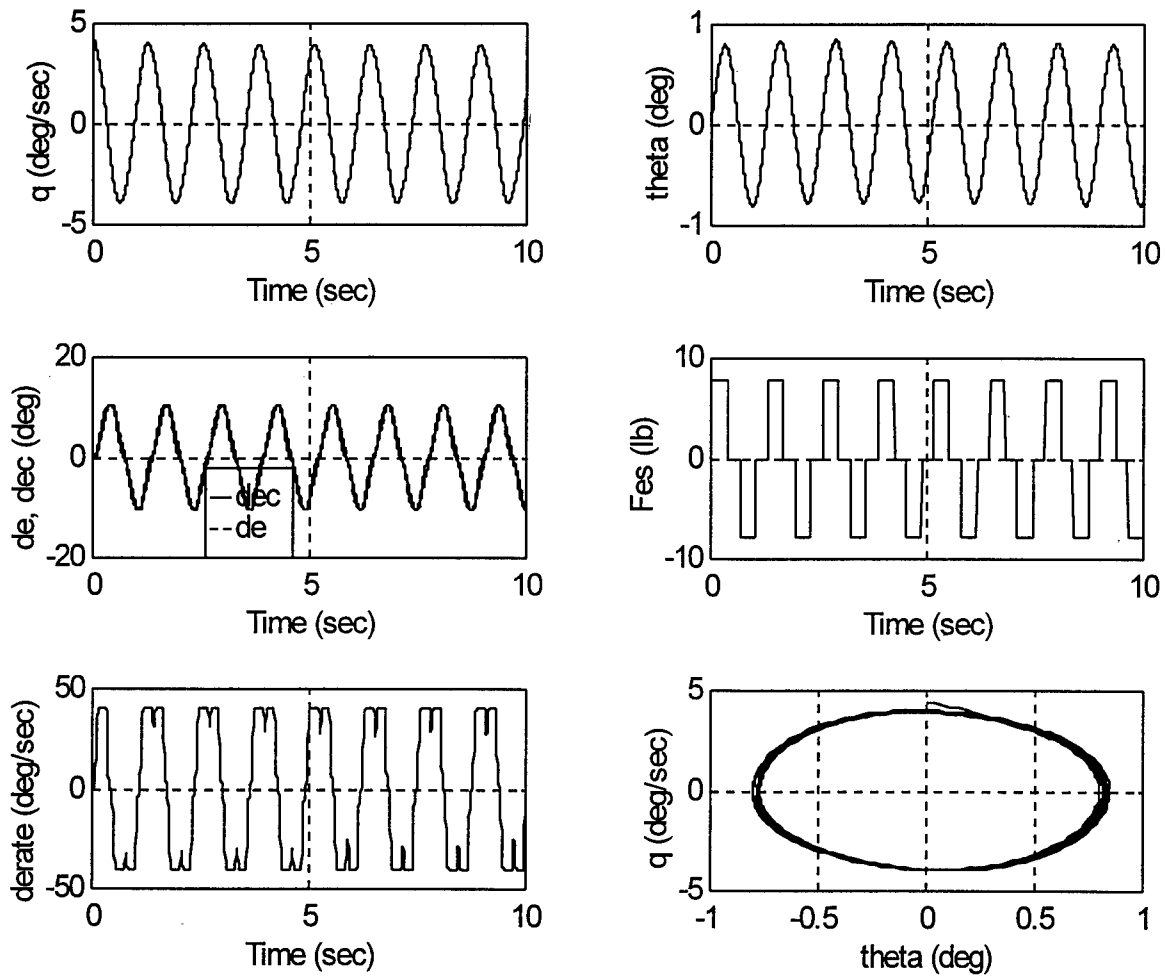 5
0
-5
q (deg/sec)
0
5
10
Time (sec)
1
0
-1
theta (deg)
0
5
10
Time (sec)
20
0
-20
de, dec (deg)
dec
de
0
5
10
Time (sec)
10
0
-10
Fes (lb)
0
5
10
Time (sec)
50
0
-50
derate (deg/sec)
0
5
10
Time (sec)
5
0
-5
q (deg/sec)
-1
-0.5
0
0.5
1
theta (deg)